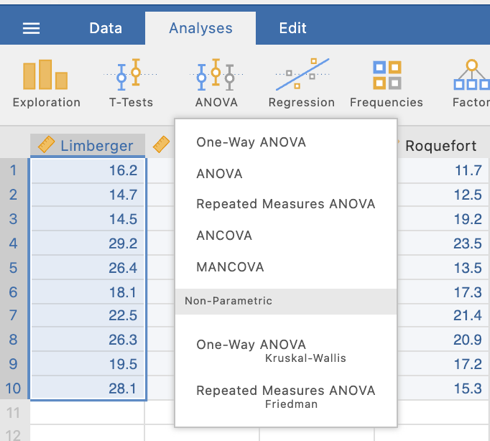 Data Analyses Edit
Exploration T-Tests ANOVA Regression Frequencies Factor
Limberger Roquefort
One-Way ANOVA
ANOVA
Repeated Measures ANOVA
ANCOVA
MANCOVA
Non-Parametric
One-Way ANOVA
Kruskal-Wallis
Repeated Measures ANOVA
Friedman
1 16.2 11.7
2 14.7 12.5
3 14.5 19.2
4 29.2 23.5
5 26.4 13.5
6 18.1 17.3
7 22.5 21.4
8 26.3 20.9
9 19.5 17.2
10 28.1 15.3
11
12